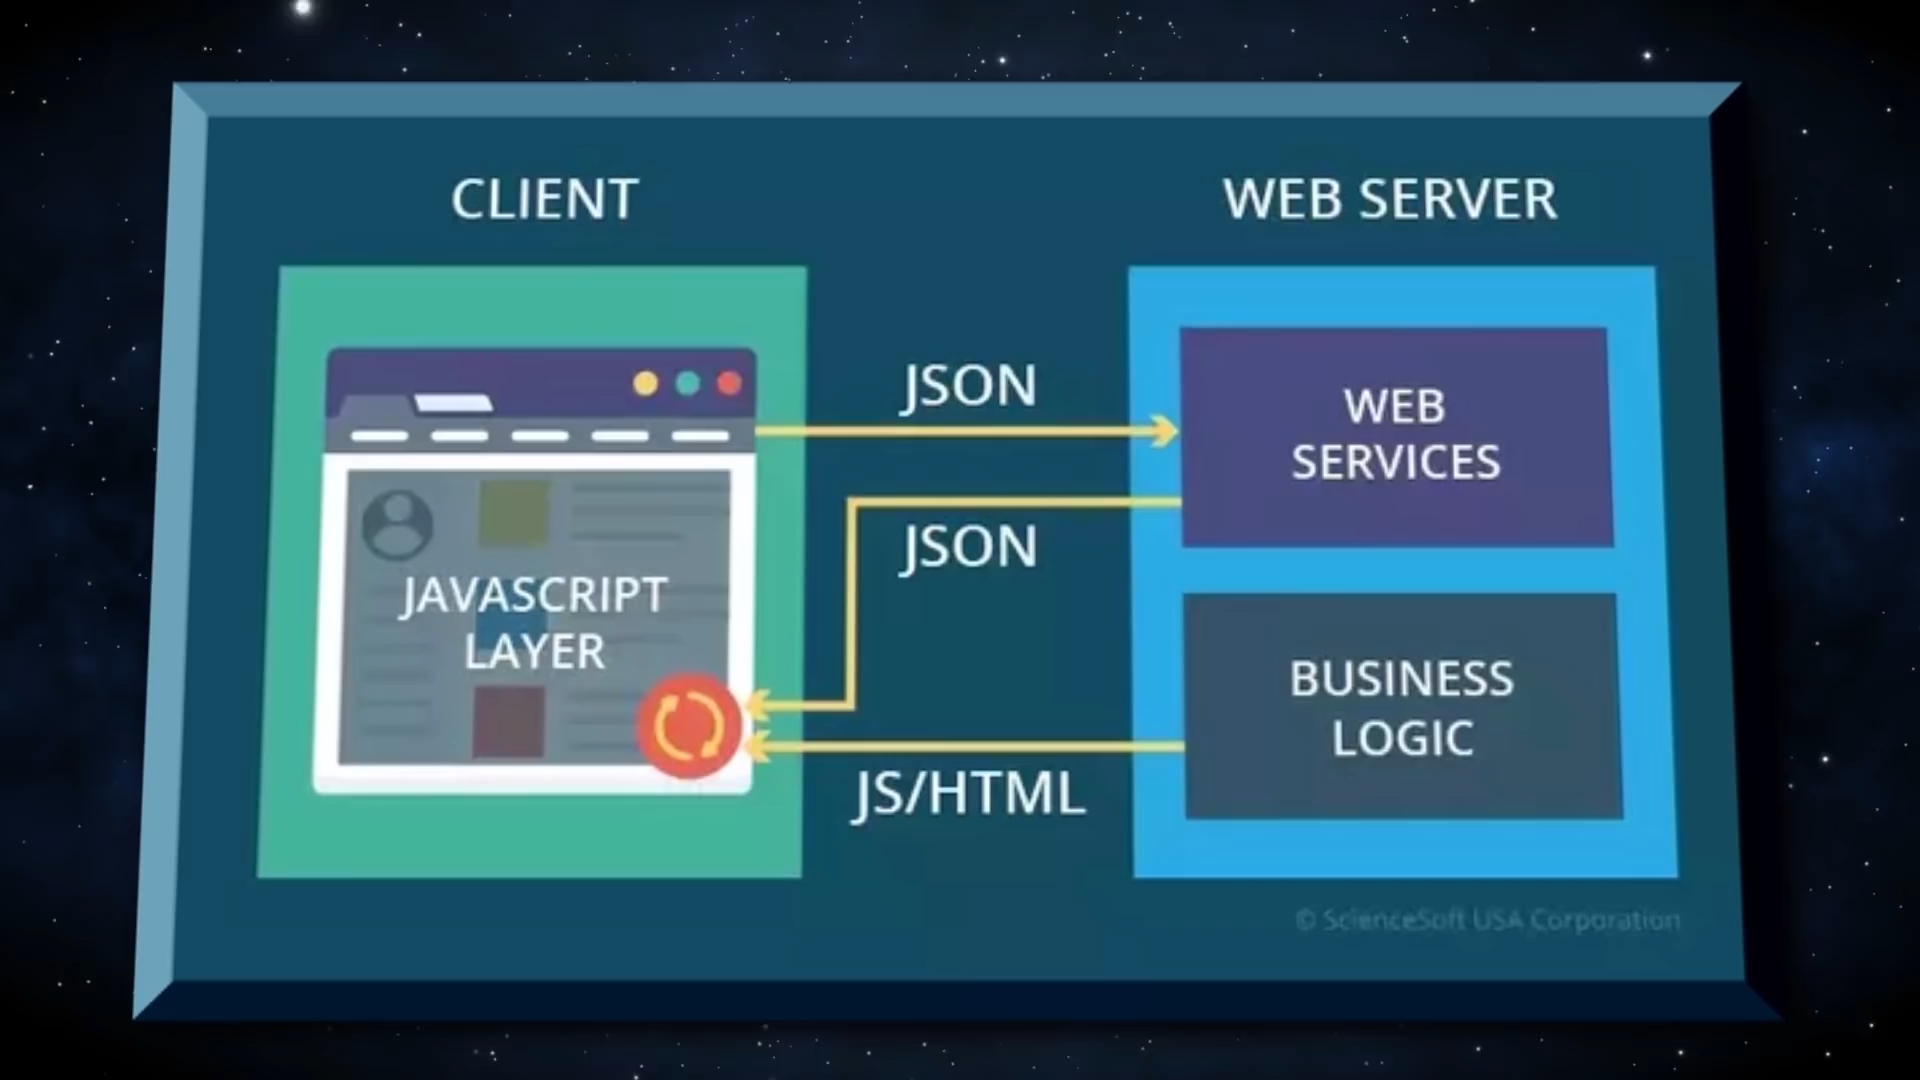 CLIENT
WEB SERVER
JSON
WEB
SERVICES
JSON
JAVASCRIPT
LAYER
BUSINESS
LOGIC
JS/HTML
© ScienceSoft USA Corporation